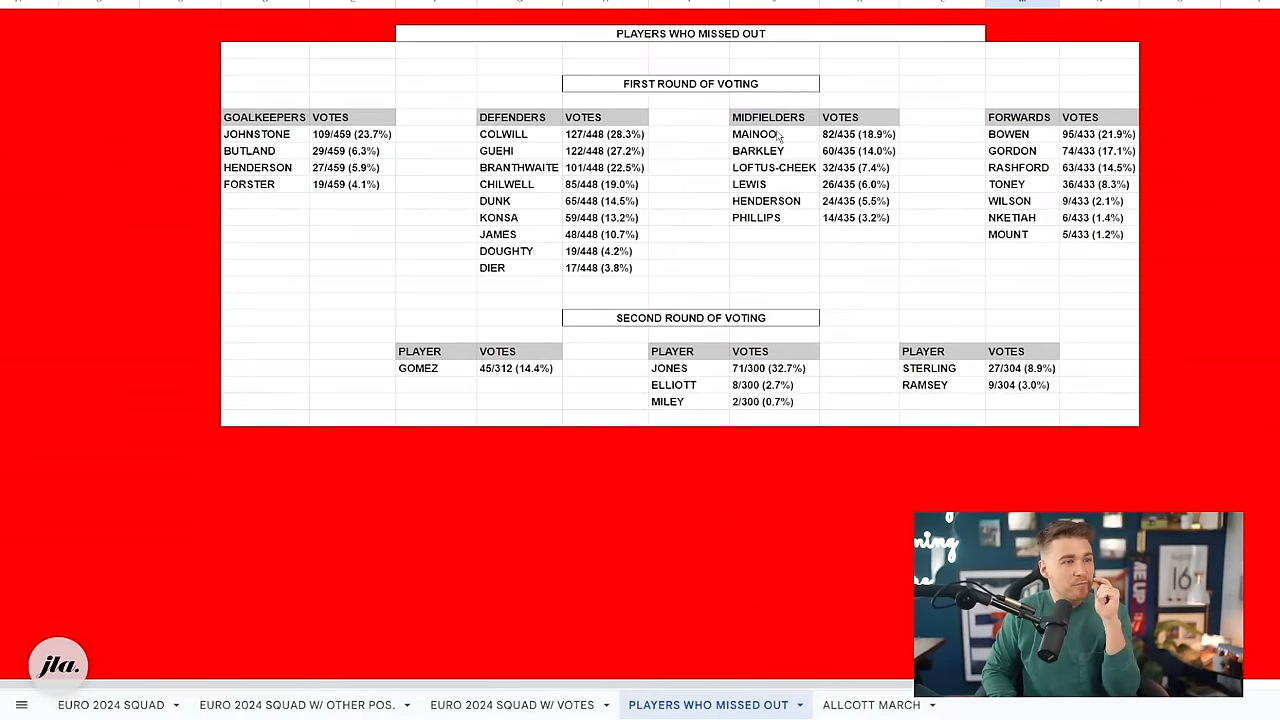 PLAYERS WHO MISSED OUT
FIRST ROUND OF VOTING
GOALKEEPERS VOTES DEFENDERS VOTES MIDFIELDERS VOTES FORWARDS VOTES
JOHNSTONE 109/459 (23.7%) COLWILL 127/448 (28.3%) MAINOO 82/435 (18.9%) BOWEN 95/433 (21.9%)
BUTLAND 29/459 (6.3%) GUEHI 122/448 (27.2%) BARKLEY 60/435 (14.0%) GORDON 74/433 (17.1%)
HENDERSON 27/459 (5.9%) BRANTHWAITE 101/448 (22.5%) LOFTUS-CHEEK 32/435 (7.4%) RASHFORD 63/433 (14.5%)
FORSTER 19/459 (4.1%) CHILWELL 85/448 (19.0%) LEWIS 26/435 (6.0%) TONEY 36/433 (8.3%)
DUNK 65/448 (14.5%) HENDERSON 24/435 (5.5%) WILSON 9/433 (2.1%)
KONSA 59/448 (13.2%) PHILLIPS 14/435 (3.2%) NKETIAH 6/433 (1.4%)
JAMES 48/448 (10.7%) MOUNT 5/433 (1.2%)
DOUGHTY 19/448 (4.2%)
DIER 17/448 (3.8%)
SECOND ROUND OF VOTING
PLAYER VOTES PLAYER VOTES PLAYER VOTES
GOMEZ 45/312 (14.4%) JONES 71/300 (32.7%) STERLING 27/304 (8.9%)
ELLIOTT 8/300 (2.7%) RAMSEY 9/304 (3.0%)
MILEY 2/300 (0.7%)
16
jla.
EURO 2024 SQUAD EURO 2024 SQUAD W/ OTHER POS. EURO 2024 SQUAD W/ VOTES PLAYERS WHO MISSED OUT ALLCOTT MARCH